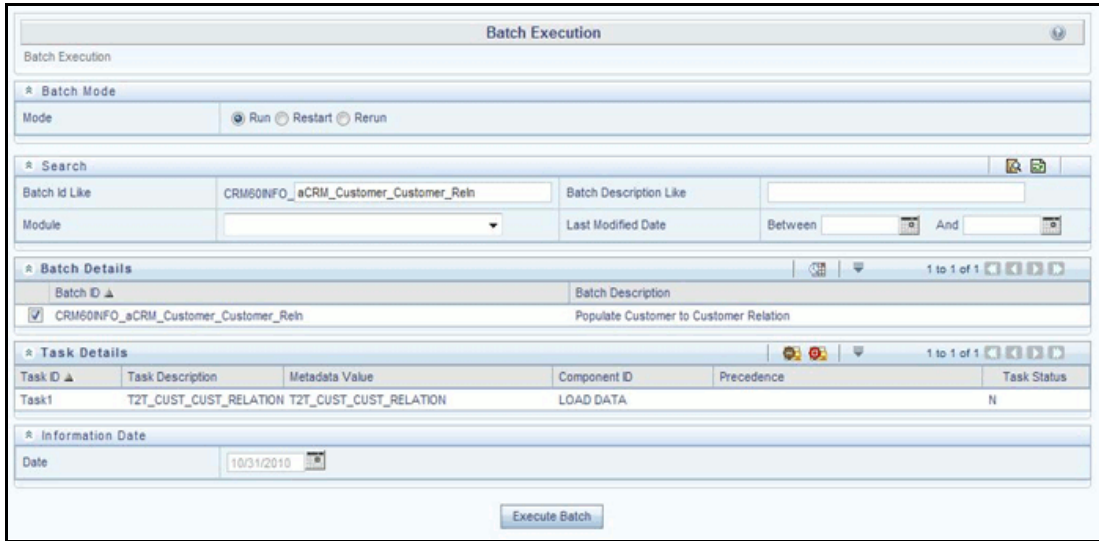 Batch Execution
Batch Execution
Batch Mode
Mode Run Restart Rerun
Search
Batch Id Like CRM60INFO_ aCRM_Customer_Customer_Reln Batch Description Like
Module Last Modified Date Between And
Batch Details 1 to 1 of 1
Batch ID Batch Description
CRM60INFO_aCRM_Customer_Customer_Reln Populate Customer to Customer Relation
Task Details 1 to 1 of 1
Task ID Task Description Metadata Value Component ID Precedence Task Status
Task1 T2T_CUST_CUST_RELATION T2T_CUST_CUST_RELATION LOAD DATA N
Information Date
Date 10/31/2010
Execute Batch